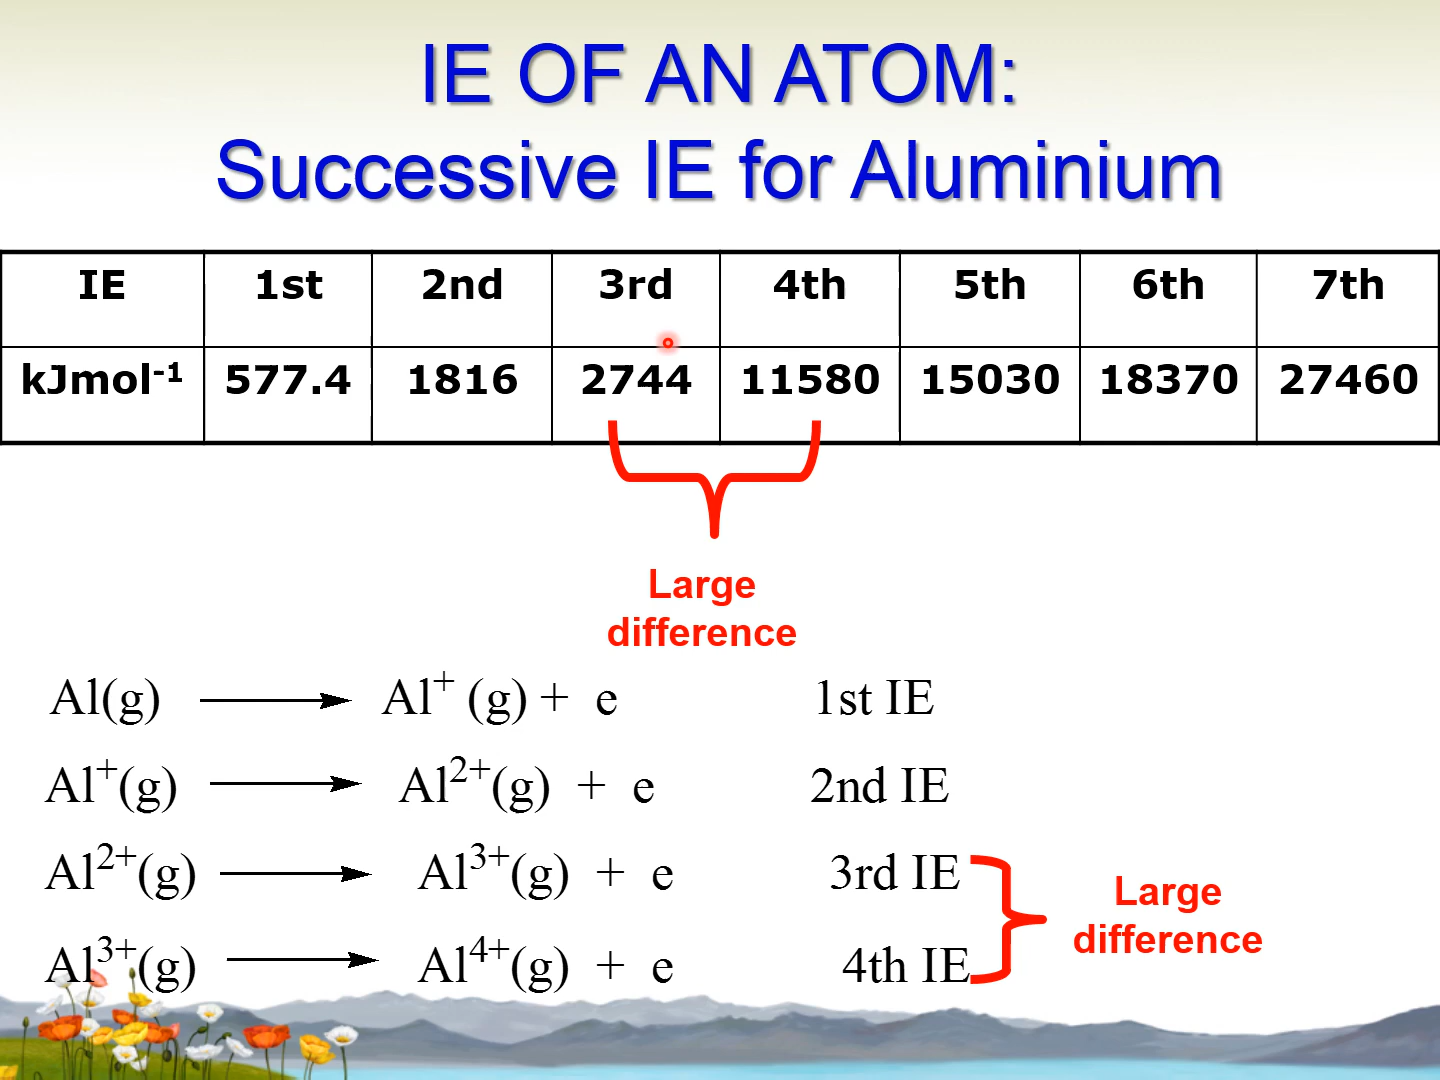 IE OF AN ATOM:
Successive IE for Aluminium
IE 1st 2nd 3rd 4th 5th 6th 7th
kJmol⁻¹ 577.4 1816 2744 11580 15030 18370 27460
Large
difference
Al(g) ⟶ Al⁺ (g) + e 1st IE
Al⁺(g) ⟶ Al²⁺(g) + e 2nd IE
Al²⁺(g) ⟶ Al³⁺(g) + e 3rd IE
Al³⁺(g) ⟶ Al⁴⁺(g) + e 4th IE
Large
difference